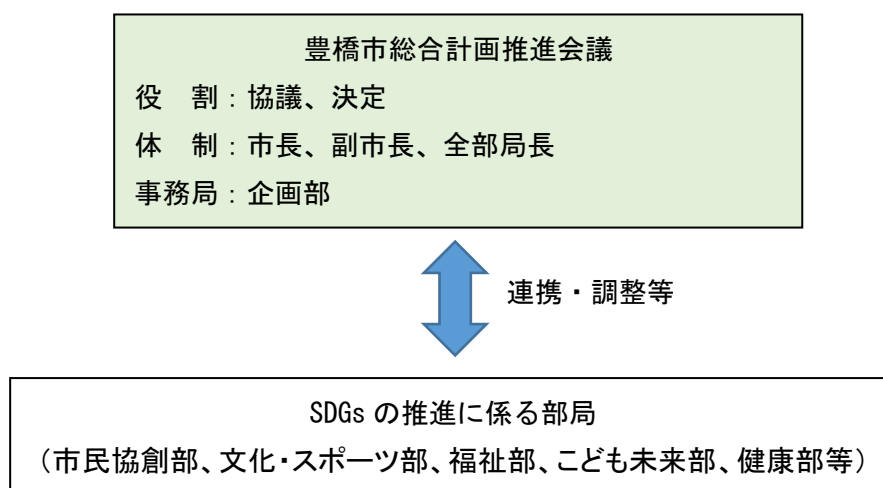 豊橋市総合計画推進会議
役　割：協議、決定
体　制：市長、副市長、全部局長
事務局：企画部
連携・調整等
SDGs の推進に係る部局
（市民協創部、文化・スポーツ部、福祉部、こども未来部、健康部等）